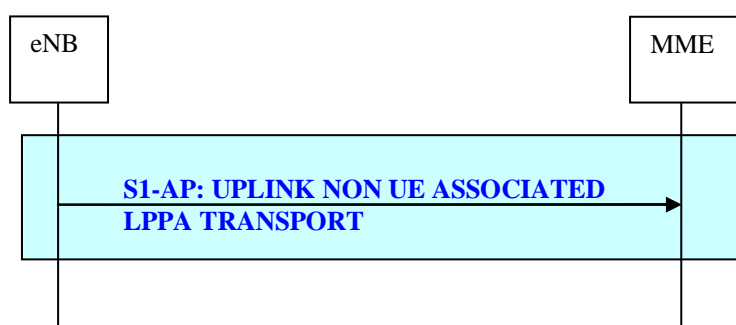 eNB
MME
S1-AP: UPLINK NON UE ASSOCIATED
LPPA TRANSPORT